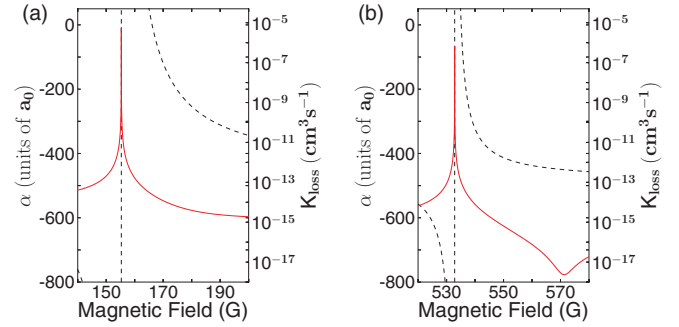 (a)
0
-200
-400
-600
-800
α (units of a₀)
10⁻⁵
10⁻⁷
10⁻⁹
10⁻¹¹
10⁻¹³
10⁻¹⁵
10⁻¹⁷
K_loss (cm³s⁻¹)
150 170 190
Magnetic Field (G)
(b)
0
-200
-400
-600
-800
α (units of a₀)
10⁻⁵
10⁻⁷
10⁻⁹
10⁻¹¹
10⁻¹³
10⁻¹⁵
10⁻¹⁷
K_loss (cm³s⁻¹)
530 550 570
Magnetic Field (G)